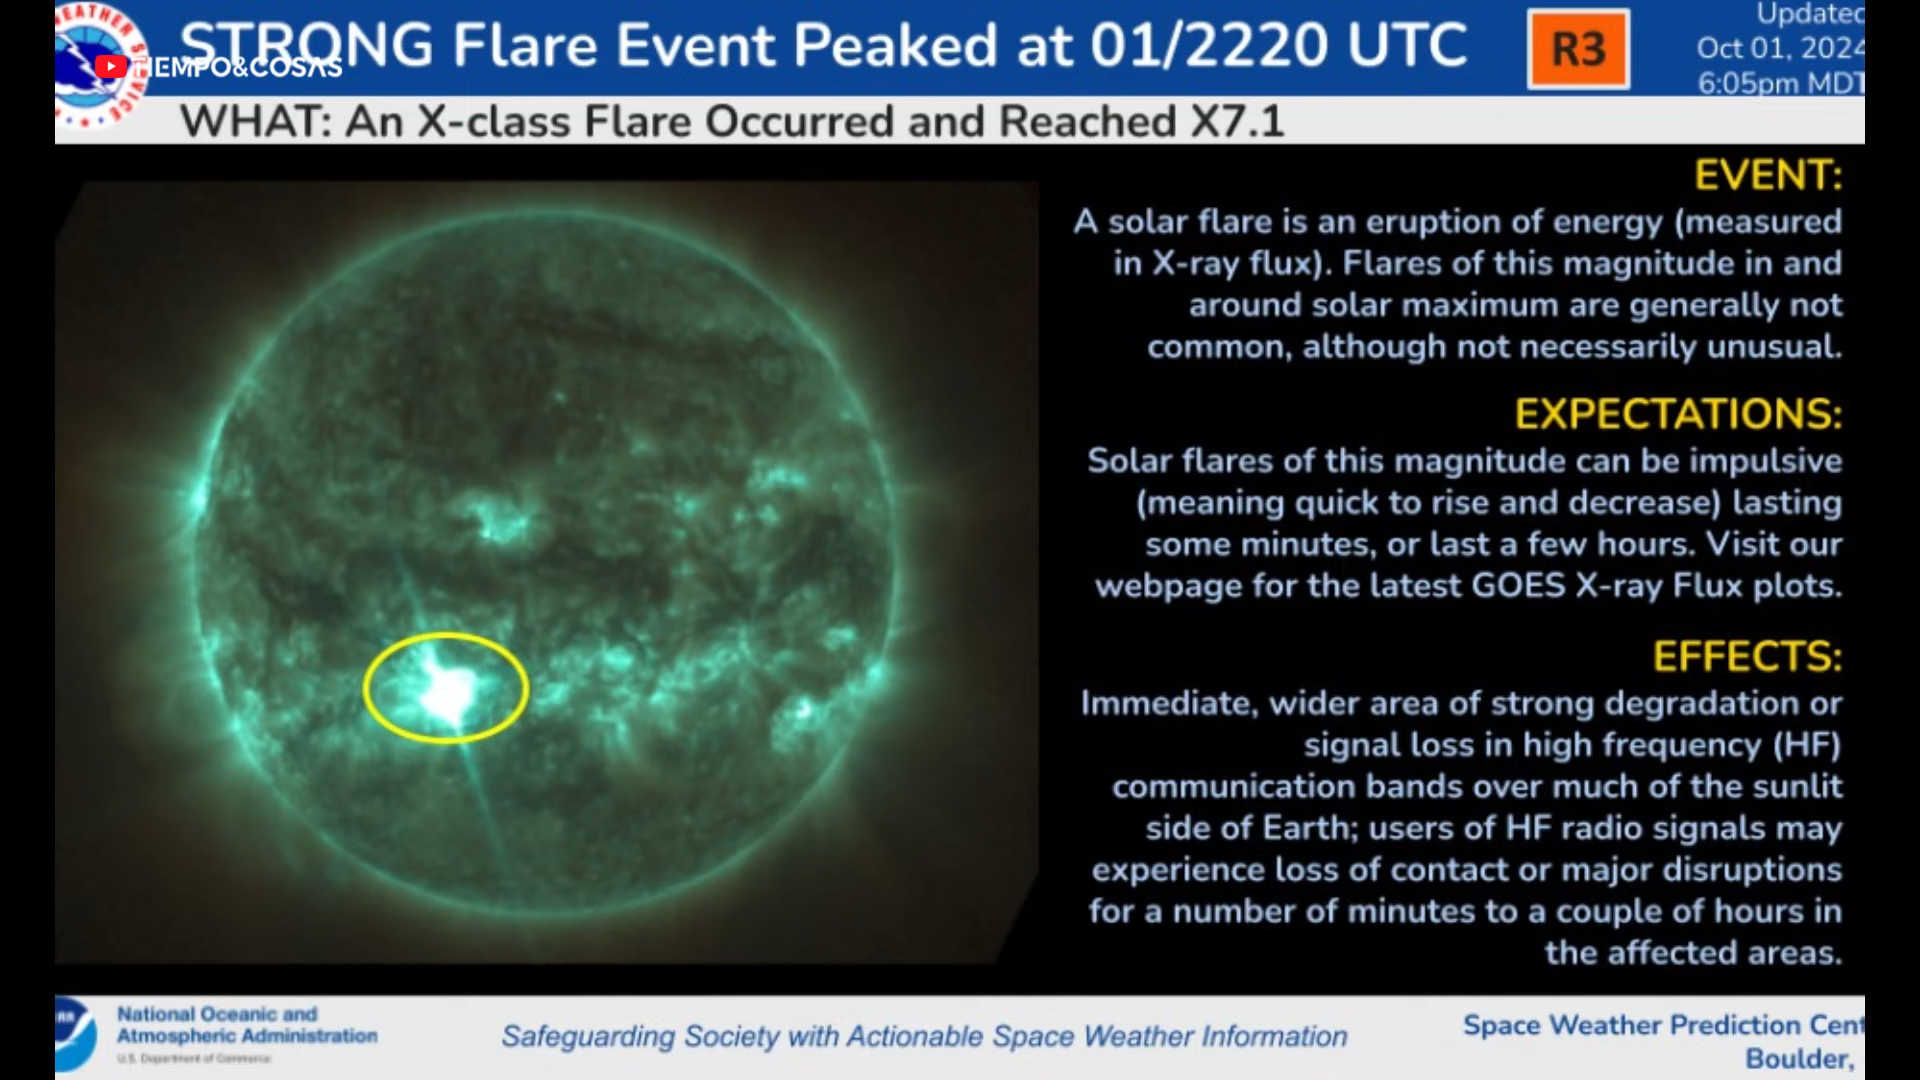 STRONG Flare Event Peaked at 01/2220 UTC
R3
Updated
Oct 01, 2024
6:05pm MDT
WEATHER SERVICE
TIEMPO&COSAS
WHAT: An X-class Flare Occurred and Reached X7.1
EVENT:
A solar flare is an eruption of energy (measured
in X-ray flux). Flares of this magnitude in and
around solar maximum are generally not
common, although not necessarily unusual.
EXPECTATIONS:
Solar flares of this magnitude can be impulsive
(meaning quick to rise and decrease) lasting
some minutes, or last a few hours. Visit our
webpage for the latest GOES X-ray Flux plots.
EFFECTS:
Immediate, wider area of strong degradation or
signal loss in high frequency (HF)
communication bands over much of the sunlit
side of Earth; users of HF radio signals may
experience loss of contact or major disruptions
for a number of minutes to a couple of hours in
the affected areas.
National Oceanic and
Atmospheric Administration
U.S. Department of Commerce
Safeguarding Society with Actionable Space Weather Information
Space Weather Prediction Cent
Boulder,